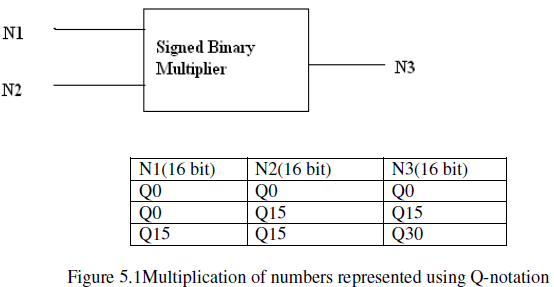 N1
Signed Binary
Multiplier
N3
N2
N1(16 bit) N2(16 bit) N3(16 bit)
Q0 Q0 Q0
Q0 Q15 Q15
Q15 Q15 Q30
Figure 5.1Multiplication of numbers represented using Q-notation